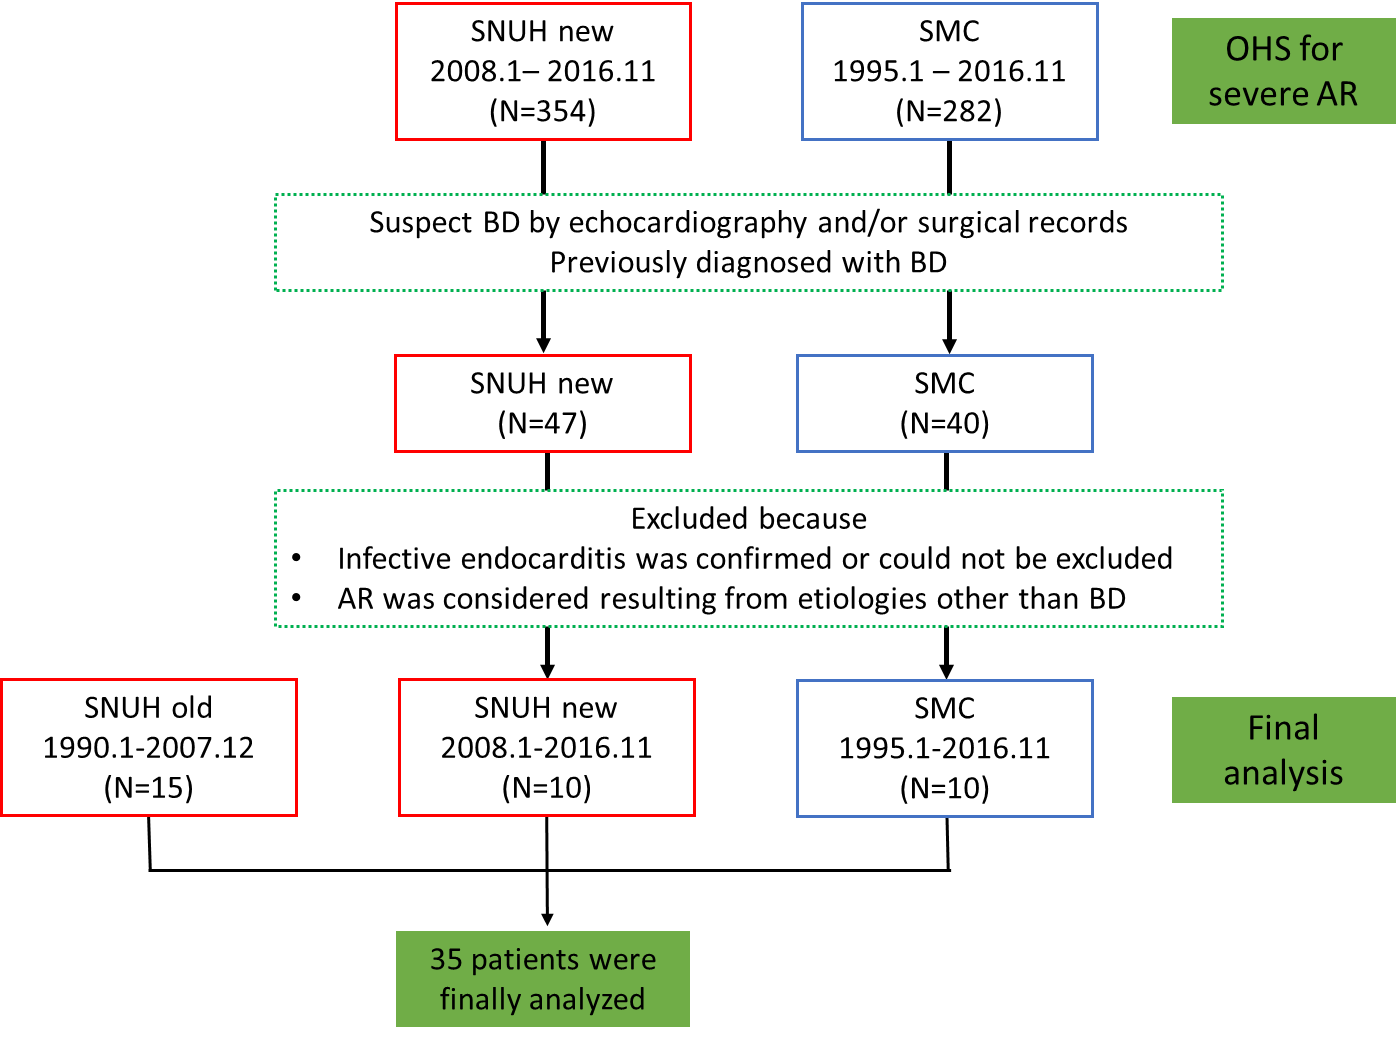 SNUH new
2008.1– 2016.11
(N=354)
SMC
1995.1 – 2016.11
(N=282)
OHS for
severe AR
Suspect BD by echocardiography and/or surgical records
Previously diagnosed with BD
SNUH new
(N=47)
SMC
(N=40)
Excluded because
• Infective endocarditis was confirmed or could not be excluded
• AR was considered resulting from etiologies other than BD
SNUH old
1990.1-2007.12
(N=15)
SNUH new
2008.1-2016.11
(N=10)
SMC
1995.1-2016.11
(N=10)
Final
analysis
35 patients were
finally analyzed